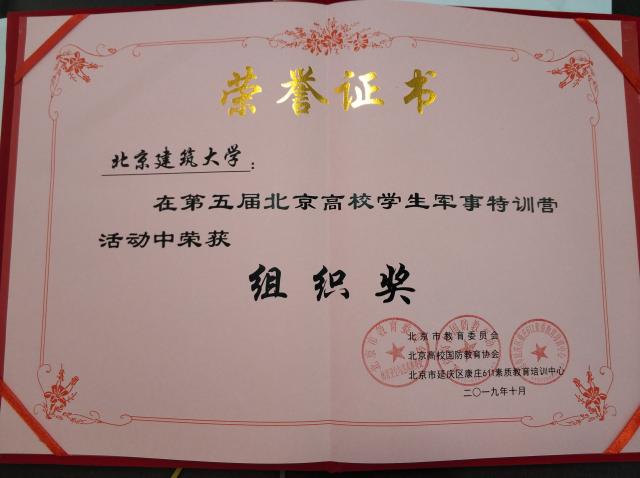 荣誉证书
北京建筑大学：
在第五届北京高校学生军事特训营
活动中荣获
组织奖
北京市教育委员会
北京高校国防教育协会
北京市延庆区康庄611素质教育培训中心
二〇一九年十月